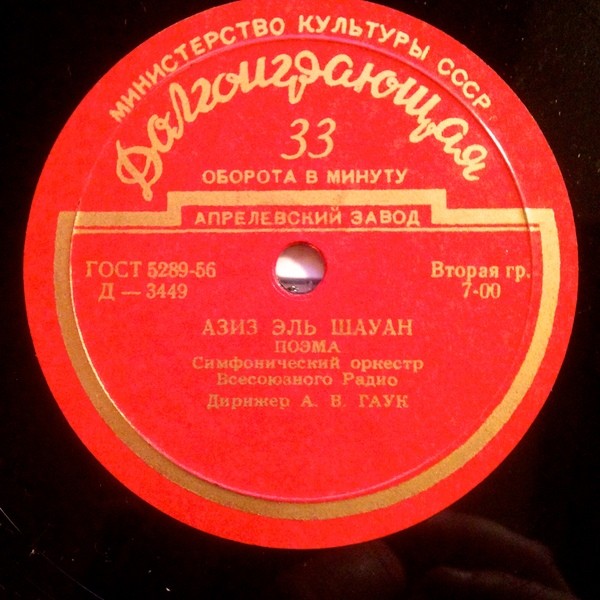 МИНИСТЕРСТВО КУЛЬТУРЫ СССР
Долгоиграющая
33
ОБОРОТА В МИНУТУ
АПРЕЛЕВСКИЙ ЗАВОД
ГОСТ 5289-56
Д — 3449
Вторая гр.
7-00
АЗИЗ ЭЛЬ ШАУАН
ПОЭМА
Симфонический оркестр
Всесоюзного Радио
Дирижер А. В. ГАУК